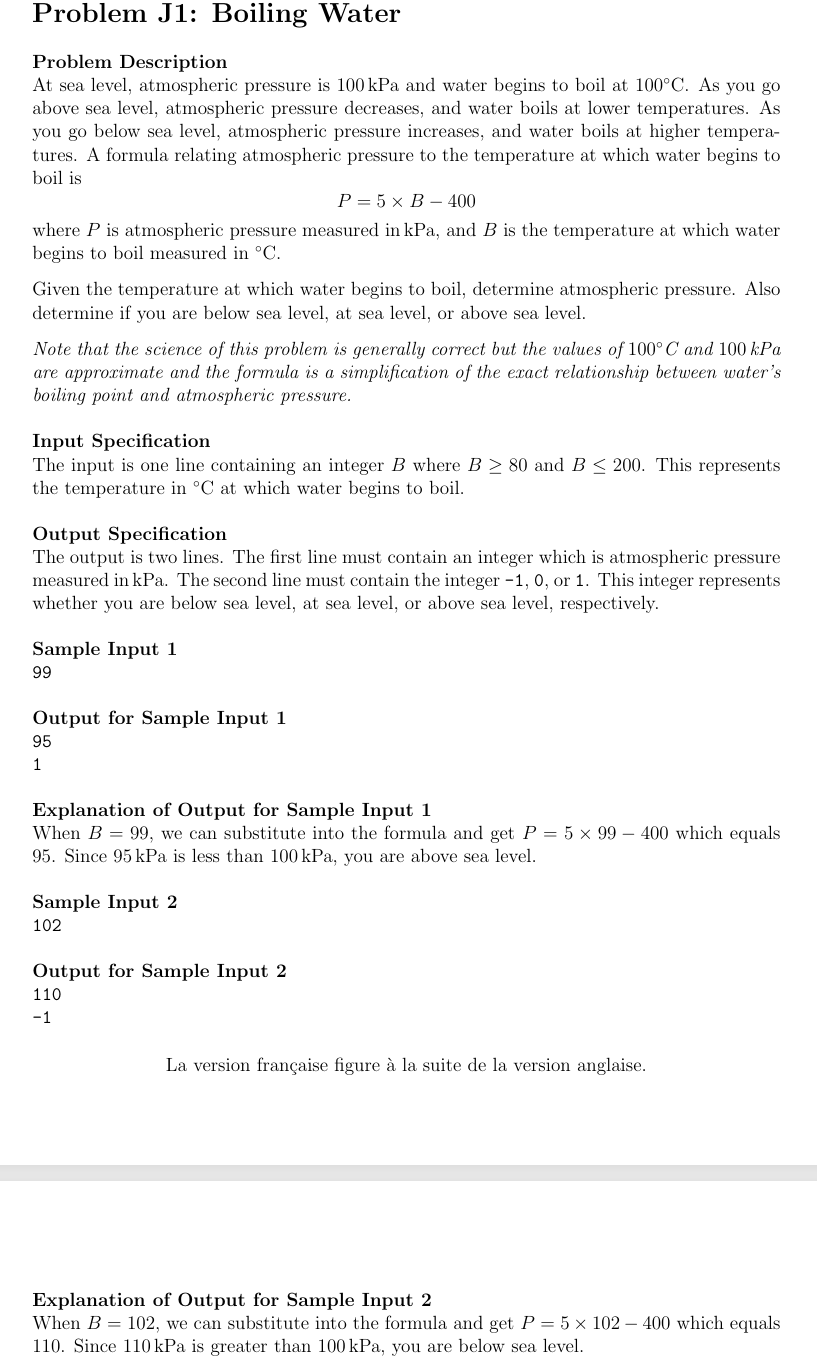 Problem J1: Boiling Water
Problem Description
At sea level, atmospheric pressure is 100 kPa and water begins to boil at 100°C. As you go
above sea level, atmospheric pressure decreases, and water boils at lower temperatures. As
you go below sea level, atmospheric pressure increases, and water boils at higher tempera-
tures. A formula relating atmospheric pressure to the temperature at which water begins to
boil is
P = 5 × B − 400
where P is atmospheric pressure measured in kPa, and B is the temperature at which water
begins to boil measured in °C.
Given the temperature at which water begins to boil, determine atmospheric pressure. Also
determine if you are below sea level, at sea level, or above sea level.
Note that the science of this problem is generally correct but the values of 100°C and 100 kPa
are approximate and the formula is a simplification of the exact relationship between water's
boiling point and atmospheric pressure.
Input Specification
The input is one line containing an integer B where B ≥ 80 and B ≤ 200. This represents
the temperature in °C at which water begins to boil.
Output Specification
The output is two lines. The first line must contain an integer which is atmospheric pressure
measured in kPa. The second line must contain the integer -1, 0, or 1. This integer represents
whether you are below sea level, at sea level, or above sea level, respectively.
Sample Input 1
99
Output for Sample Input 1
95
1
Explanation of Output for Sample Input 1
When B = 99, we can substitute into the formula and get P = 5 × 99 − 400 which equals
95. Since 95 kPa is less than 100 kPa, you are above sea level.
Sample Input 2
102
Output for Sample Input 2
110
-1
La version française figure à la suite de la version anglaise.
Explanation of Output for Sample Input 2
When B = 102, we can substitute into the formula and get P = 5 × 102 − 400 which equals
110. Since 110 kPa is greater than 100 kPa, you are below sea level.